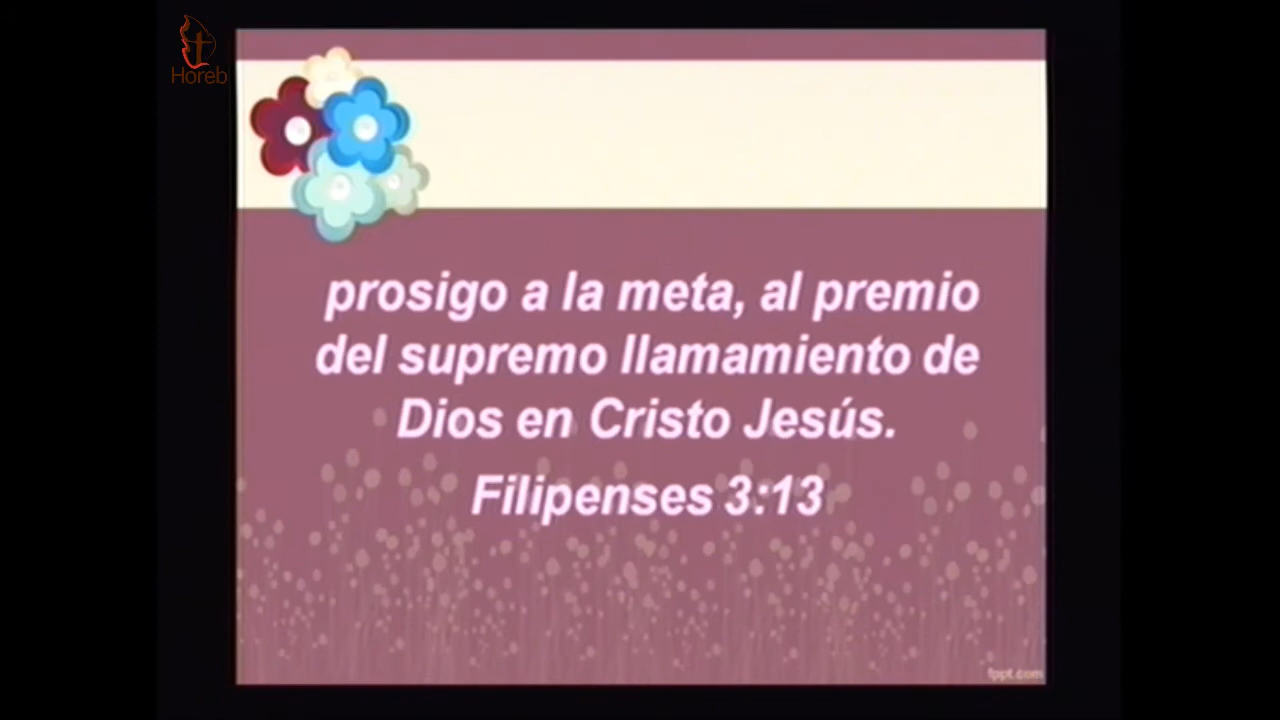 Horeb
prosigo a la meta, al premio
del supremo llamamiento de
Dios en Cristo Jesús.
Filipenses 3:13
fppt.com